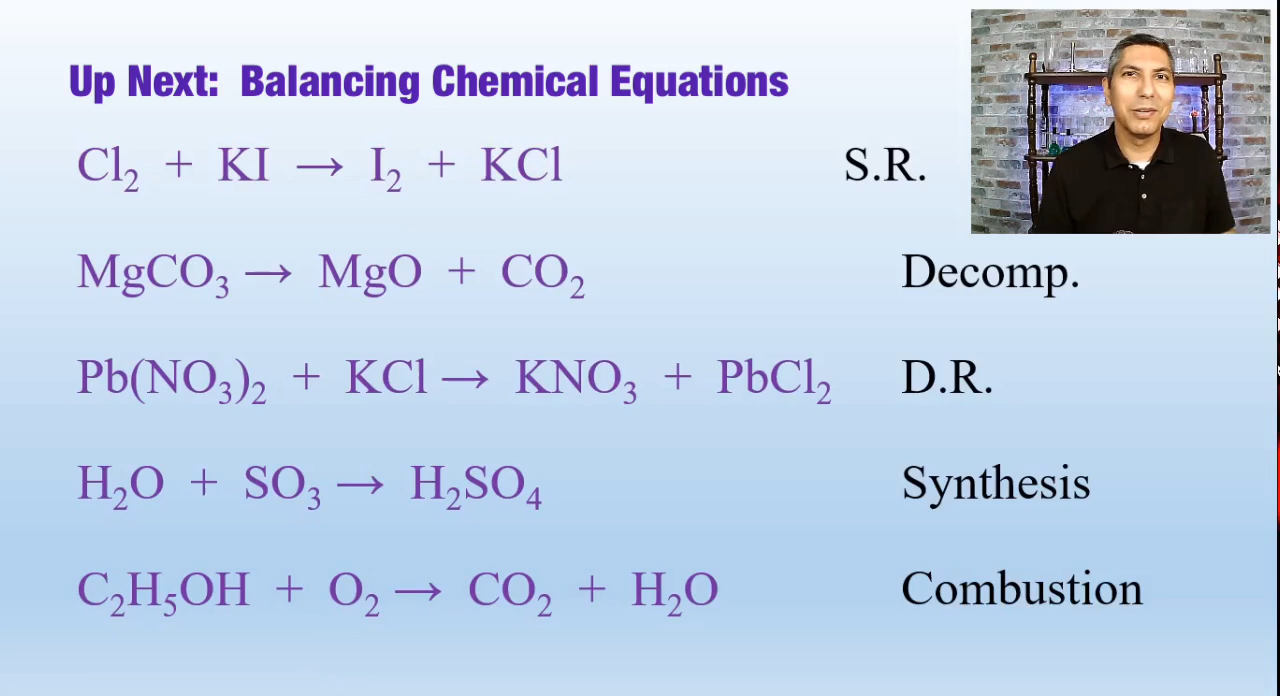 Up Next: Balancing Chemical Equations
Cl₂ + KI → I₂ + KCl S.R.
MgCO₃ → MgO + CO₂ Decomp.
Pb(NO₃)₂ + KCl → KNO₃ + PbCl₂ D.R.
H₂O + SO₃ → H₂SO₄ Synthesis
C₂H₅OH + O₂ → CO₂ + H₂O Combustion